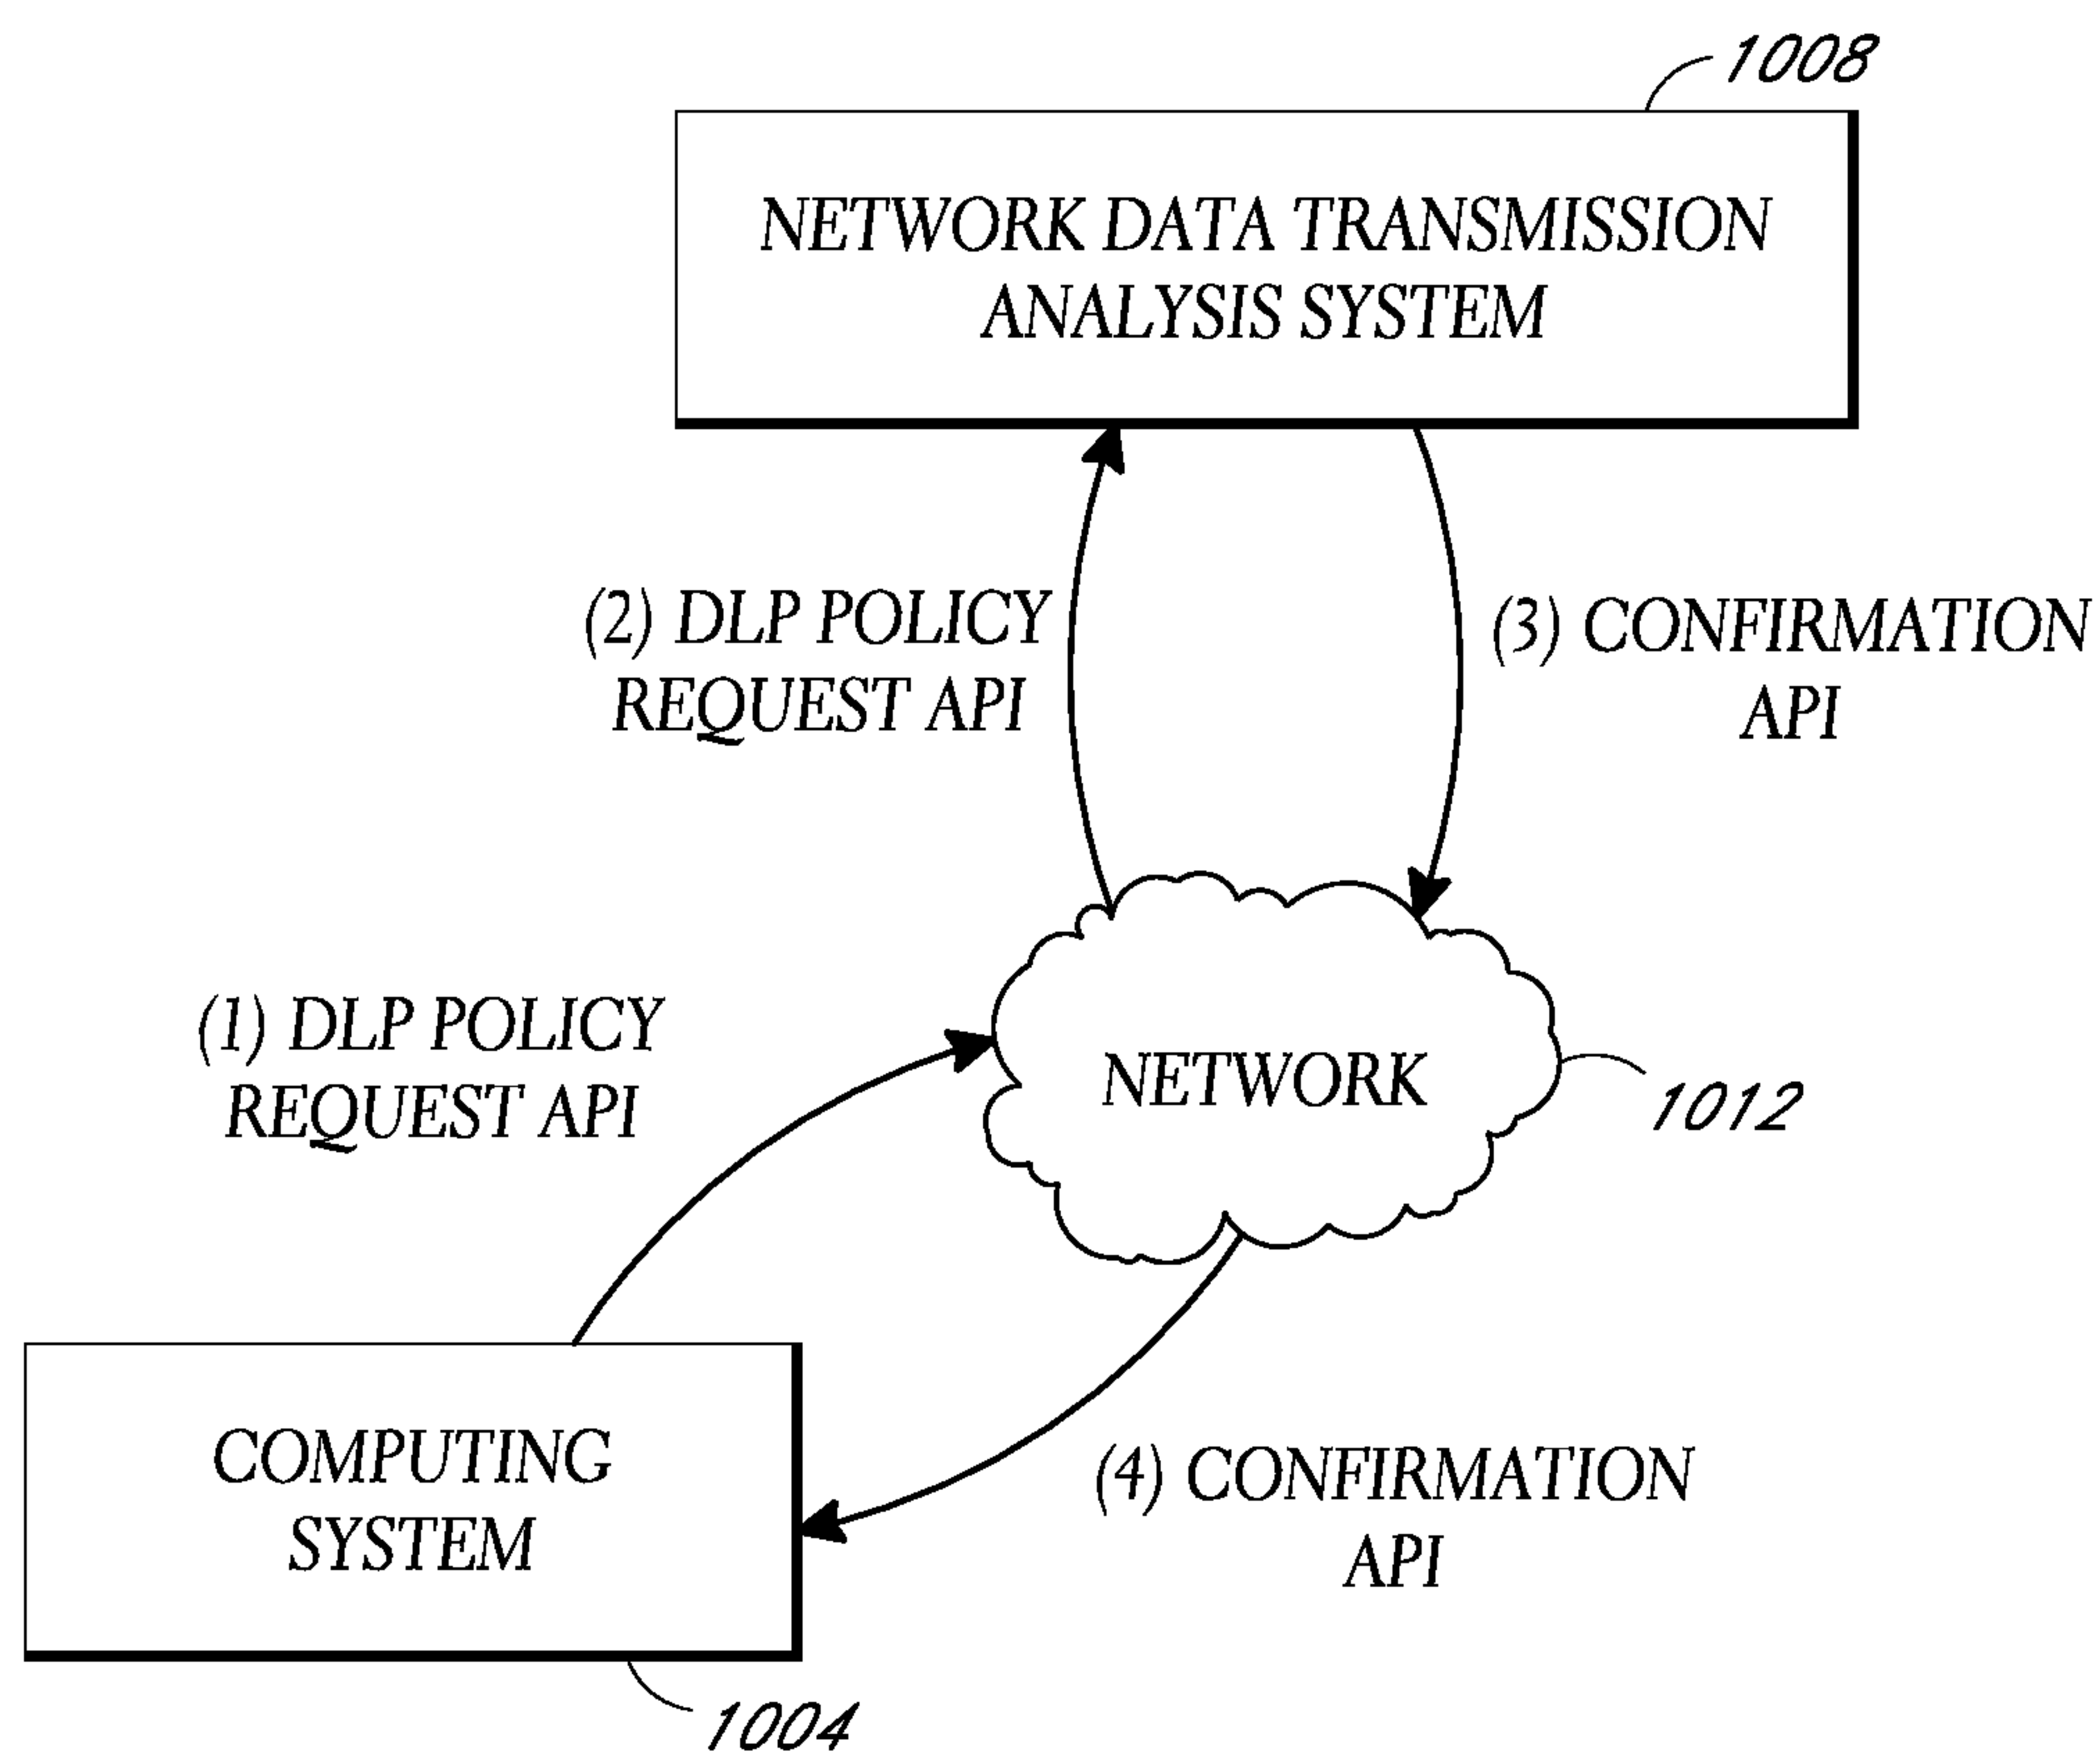 1008
NETWORK DATA TRANSMISSION
ANALYSIS SYSTEM
(2) DLP POLICY
REQUEST API
(3) CONFIRMATION
API
(1) DLP POLICY
REQUEST API
NETWORK
1012
COMPUTING
SYSTEM
(4) CONFIRMATION
API
1004